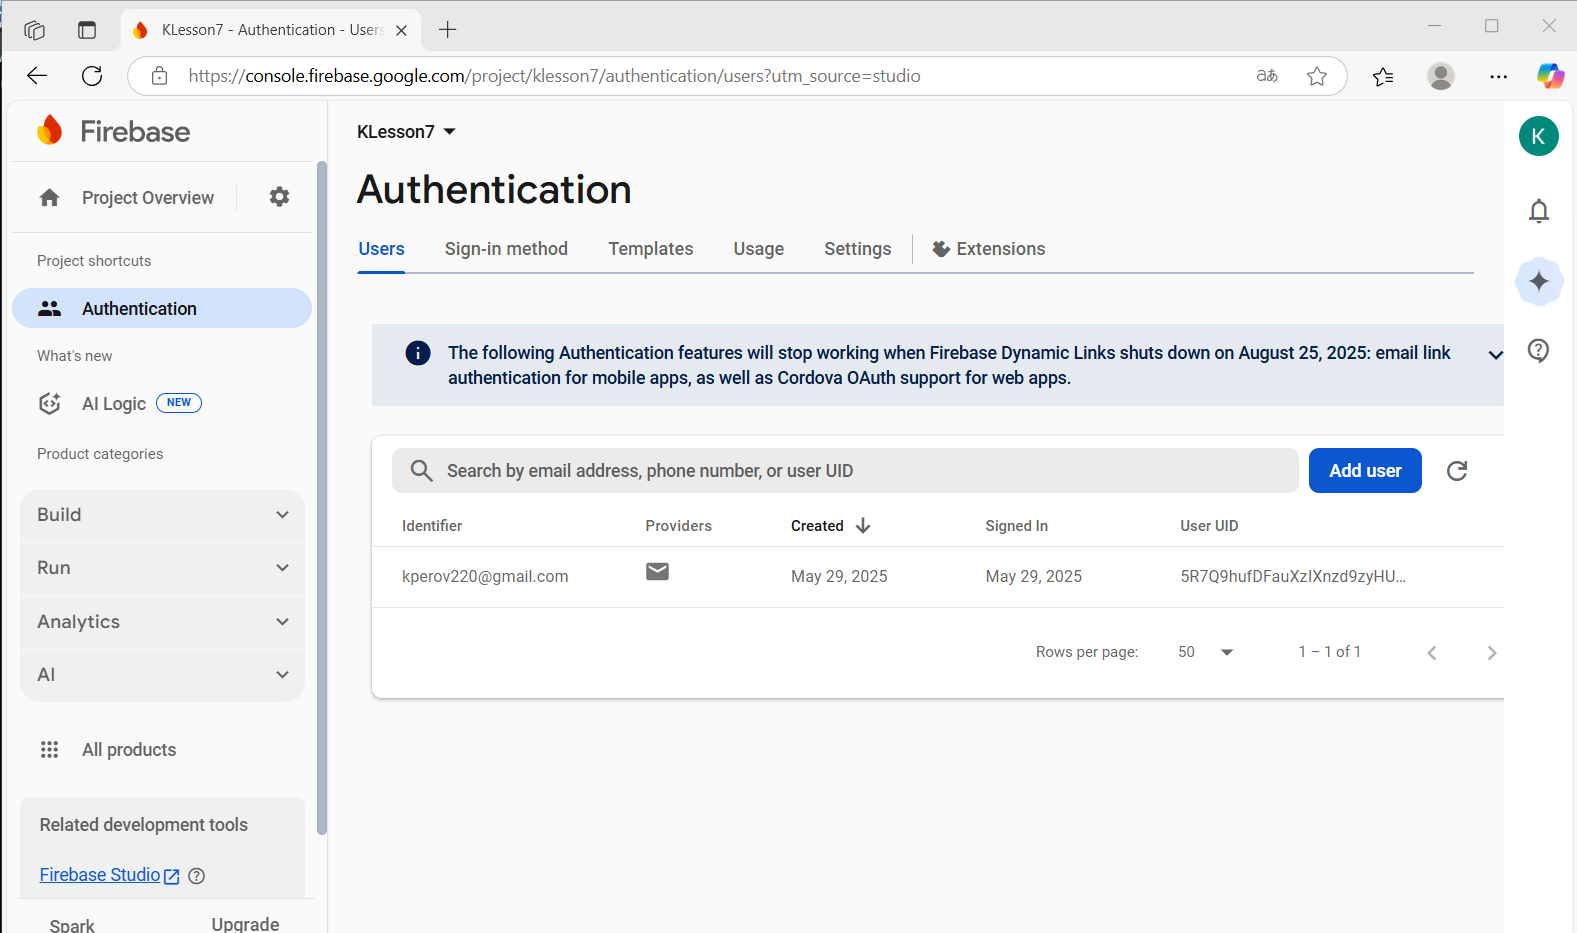 KLesson7 - Authentication - Users
https://console.firebase.google.com/project/klesson7/authentication/users?utm_source=studio
aあ
Firebase
Project Overview
Project shortcuts
Authentication
What's new
AI Logic NEW
Product categories
Build
Run
Analytics
AI
All products
Related development tools
Firebase Studio
Spark Upgrade
KLesson7
Authentication
Users Sign-in method Templates Usage Settings Extensions
The following Authentication features will stop working when Firebase Dynamic Links shuts down on August 25, 2025: email link
authentication for mobile apps, as well as Cordova OAuth support for web apps.
Search by email address, phone number, or user UID Add user
Identifier Providers Created Signed In User UID
kperov220@gmail.com May 29, 2025 May 29, 2025 5R7Q9hufDFauXzIXnzd9zyHU...
Rows per page: 50 1 – 1 of 1
K